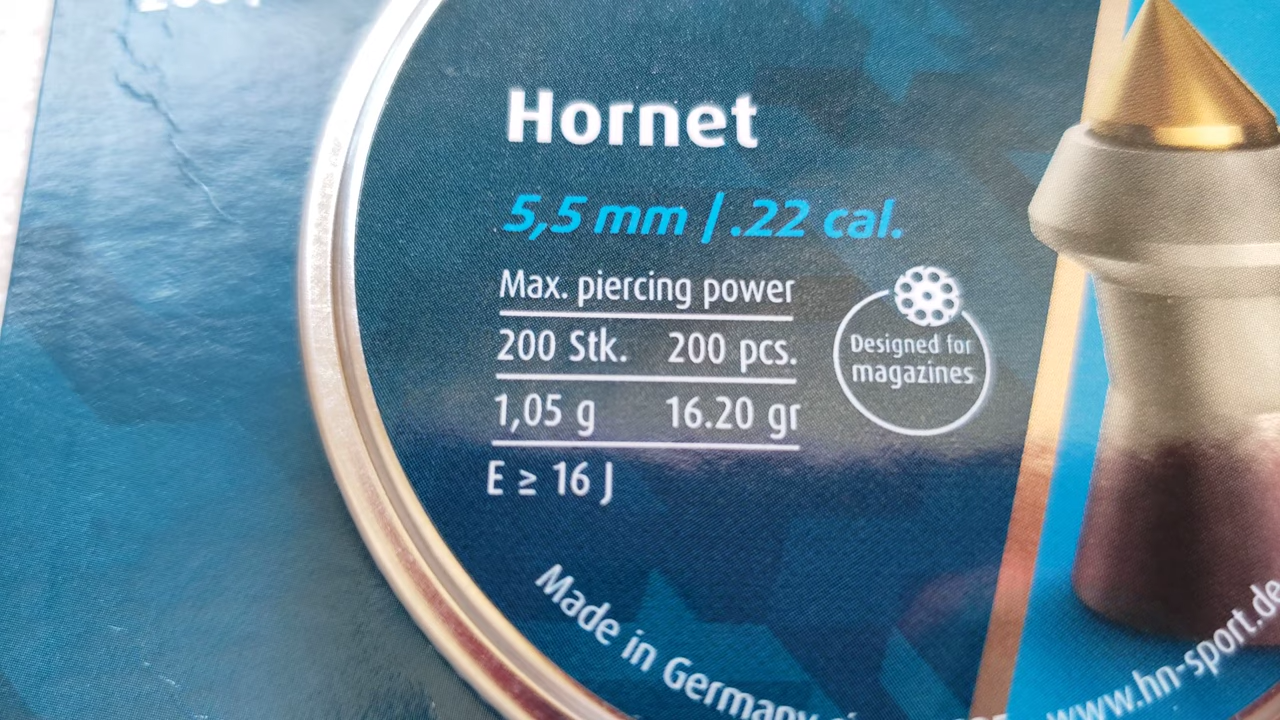 Hornet
5,5 mm / .22 cal.
Max. piercing power
200 Stk. 200 pcs.
1,05 g 16.20 gr
E ≥ 16 J
Designed for
magazines
Made in Germany
www.hn-sport.de